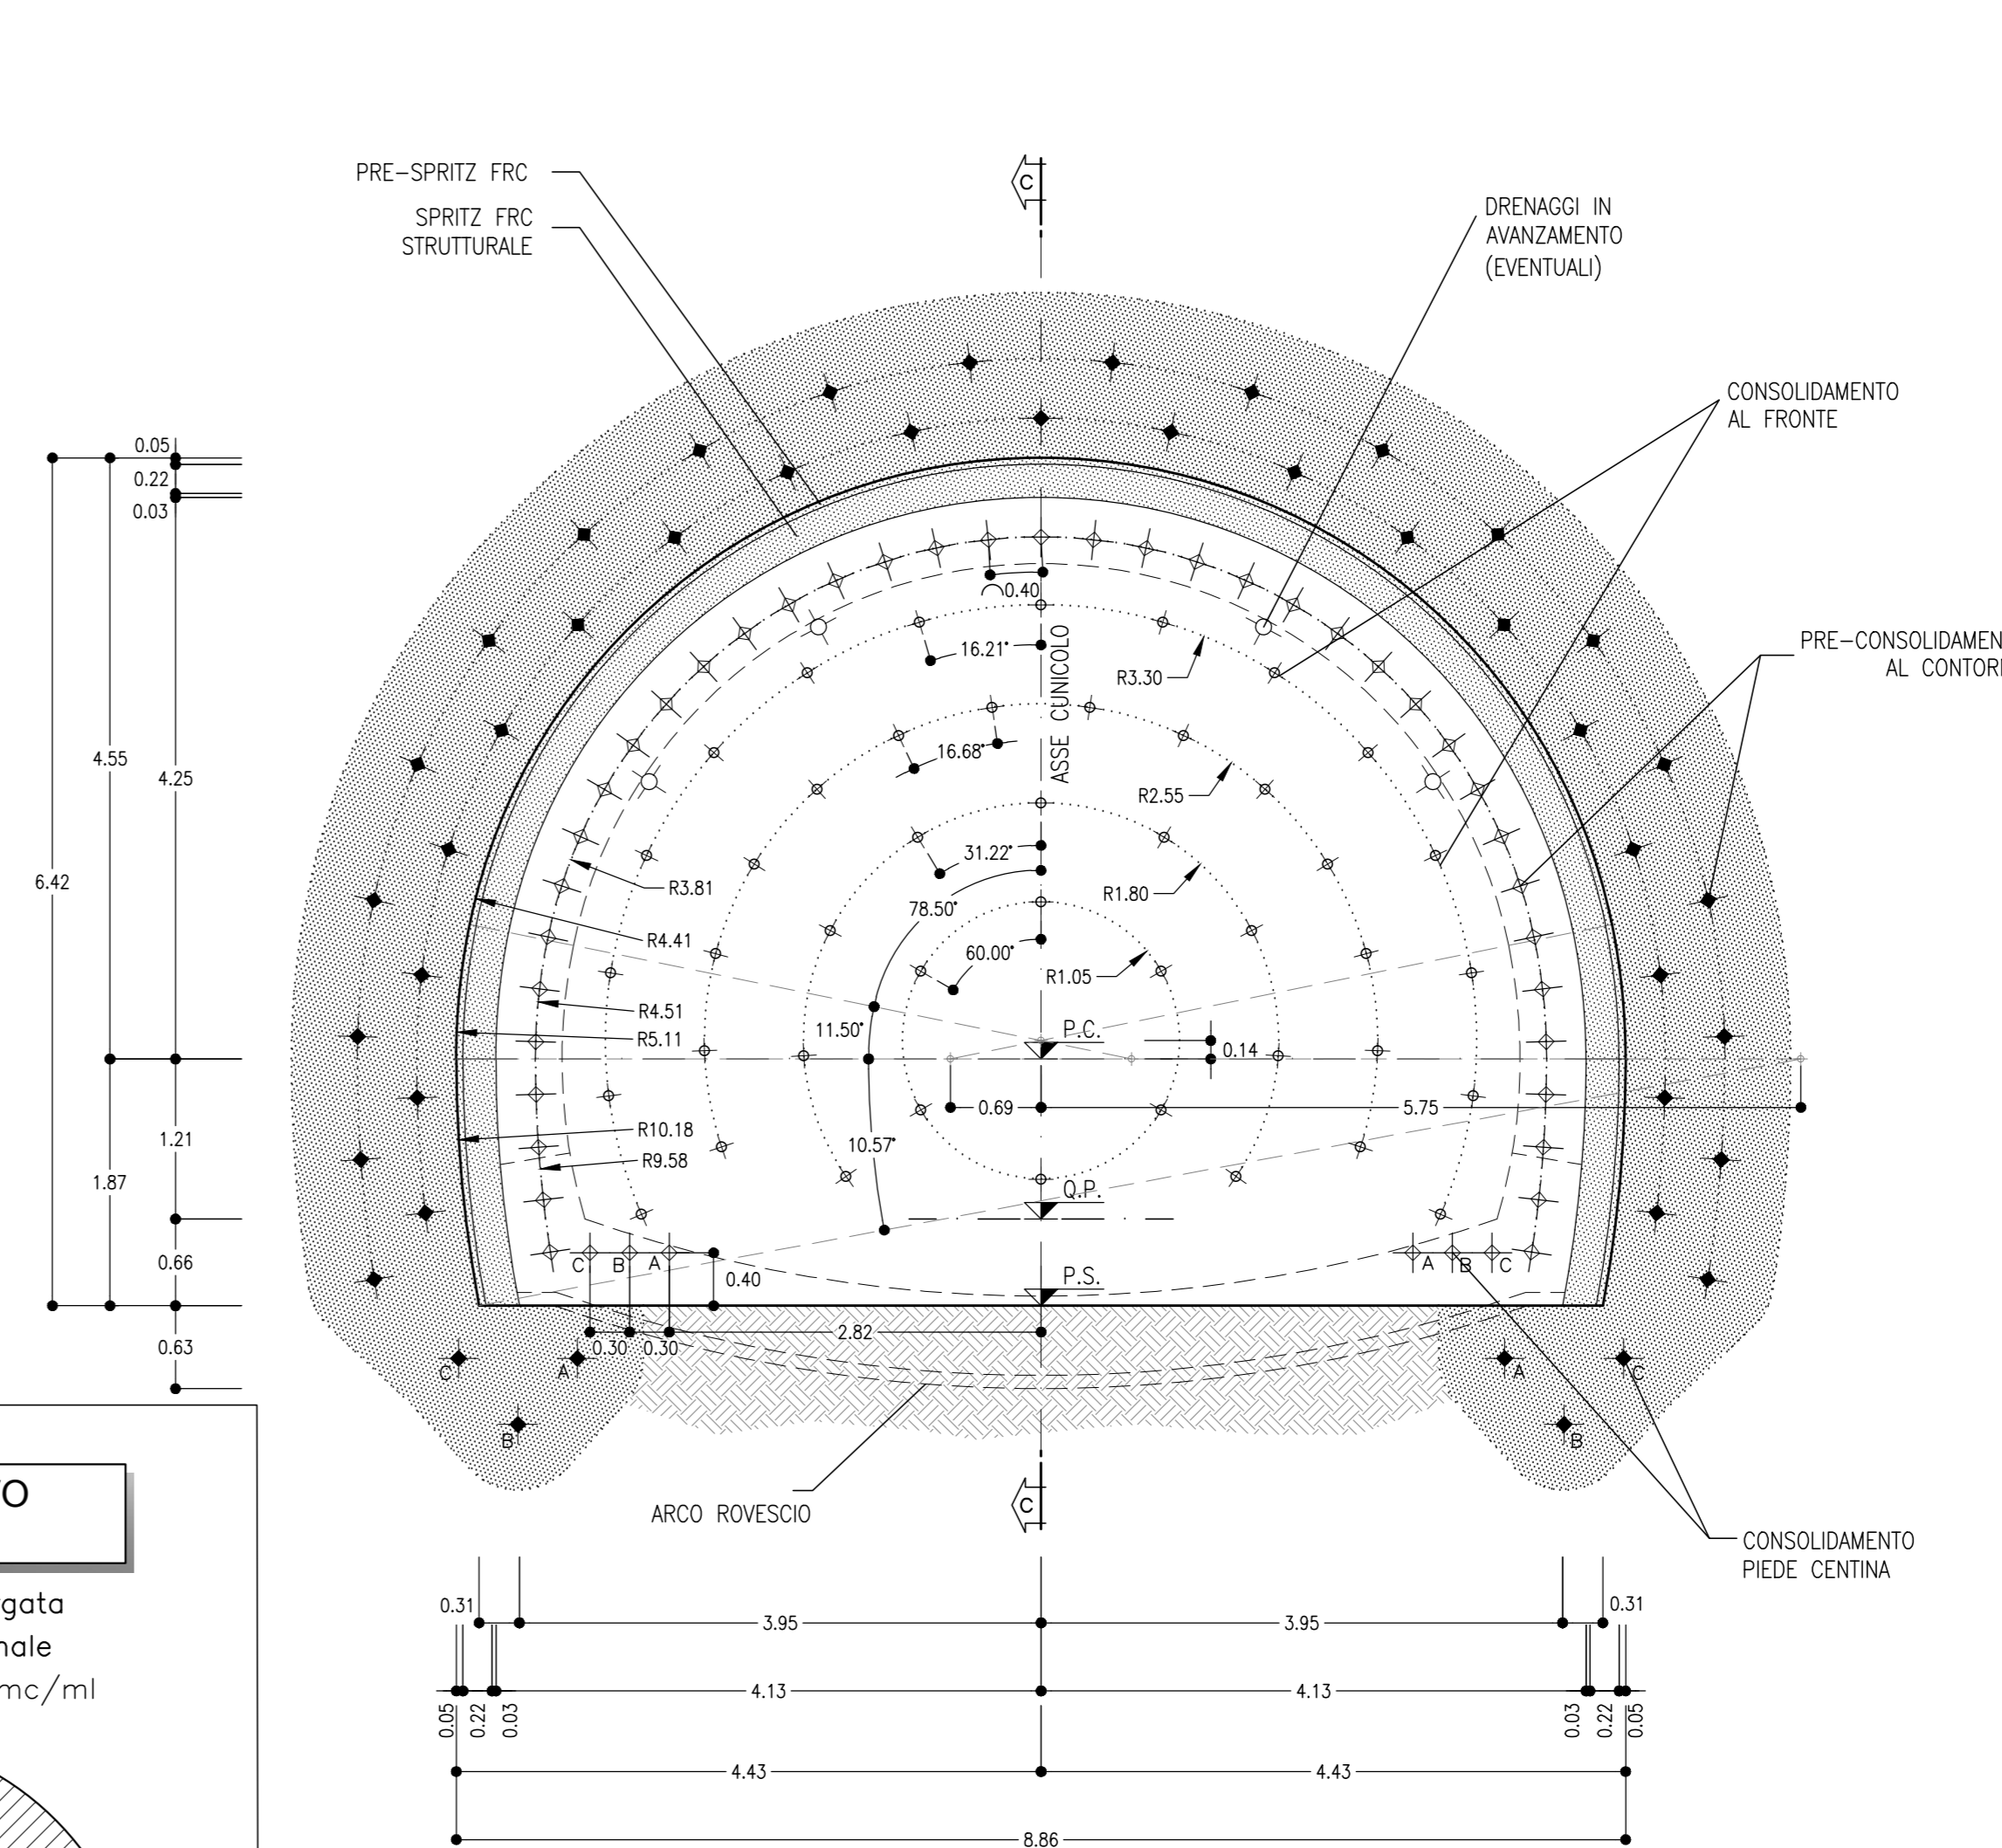 PRE-SPRITZ FRC
SPRITZ FRC
STRUTTURALE
C
DRENAGGI IN
AVANZAMENTO
(EVENTUALI)
CONSOLIDAMENTO
AL FRONTE
PRE-CONSOLIDAMEN
AL CONTOR
0.05
0.22
0.03
4.55
4.25
6.42
1.21
1.87
0.66
0.63
0.40
16.21°
ASSE CUNICOLO
R3.30
16.68°
R2.55
31.22°
R3.81
R1.80
78.50°
R4.41
60.00°
R1.05
R4.51
11.50°
P.C.
R5.11
0.14
0.69
5.75
R10.18
10.57°
R9.58
Q.P.
C
B
A
0.40
P.S.
A
B
C
2.82
0.30
0.30
C
A
A
C
B
B
ARCO ROVESCIO
C
CONSOLIDAMENTO
PIEDE CENTINA
O
gata
nale
mc/ml
0.31
3.95
3.95
0.31
0.05
0.22
0.03
4.13
4.13
0.03
0.22
0.05
4.43
4.43
8.86